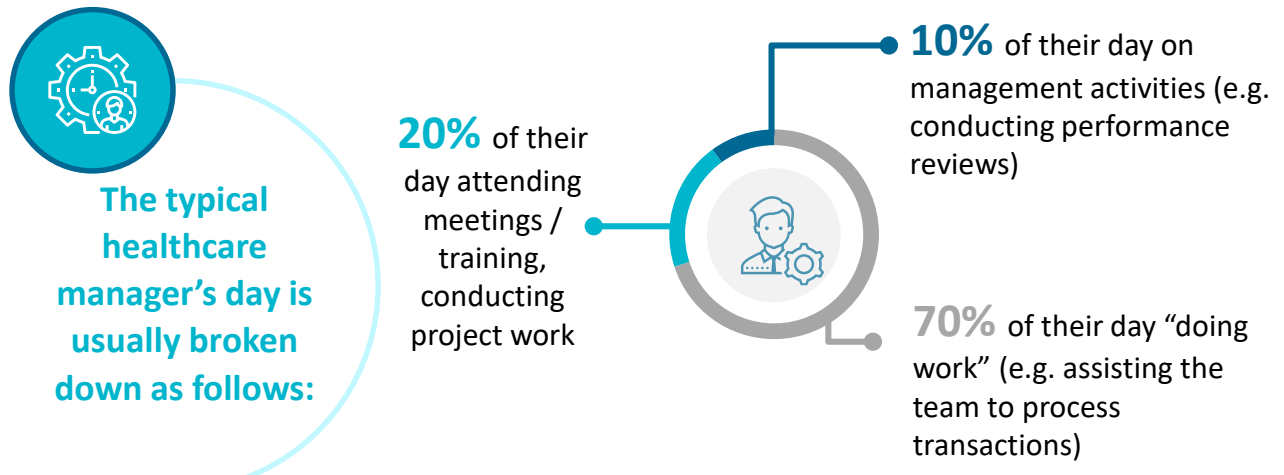 The typical
healthcare
manager’s day is
usually broken
down as follows:
20% of their
day attending
meetings /
training,
conducting
project work
10% of their day on
management activities (e.g.
conducting performance
reviews)
70% of their day “doing
work” (e.g. assisting the
team to process
transactions)